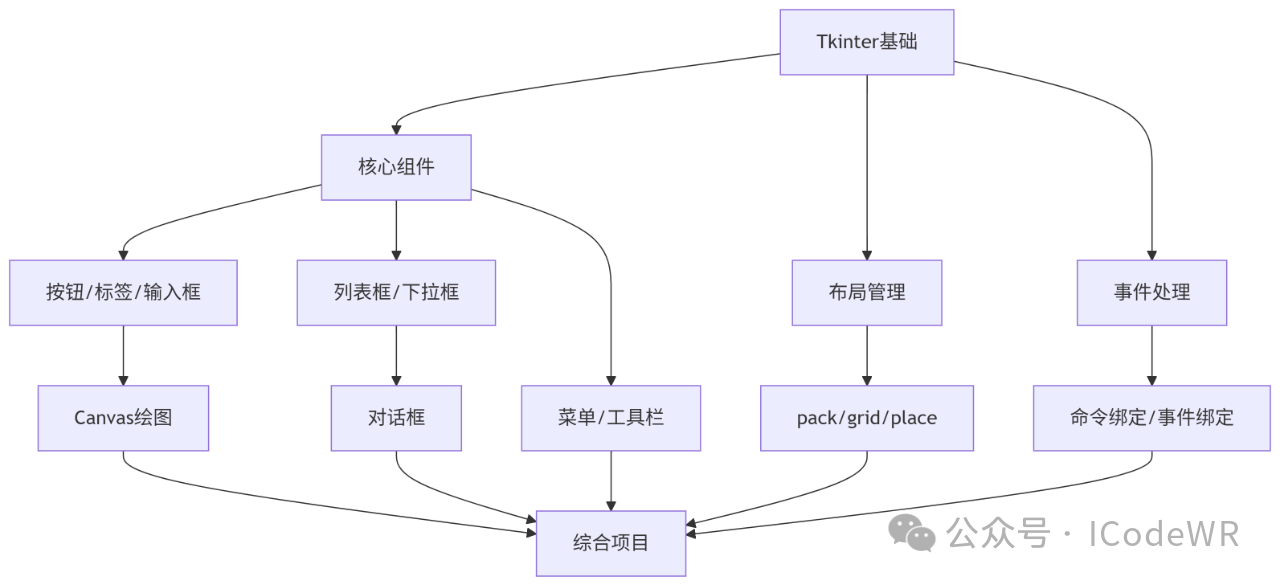 Tkinter基础
核心组件
按钮/标签/输入框
列表框/下拉框
布局管理
事件处理
Canvas绘图
对话框
菜单/工具栏
pack/grid/place
命令绑定/事件绑定
综合项目
公众号 · ICodeWR